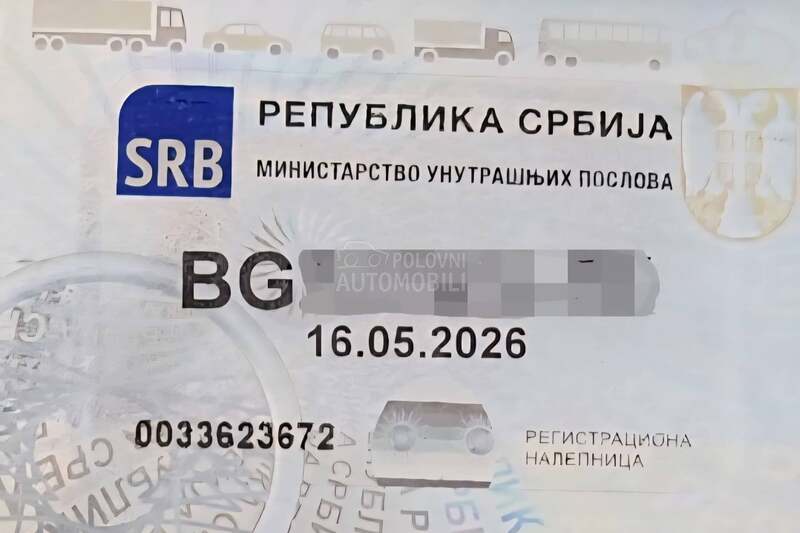 SRB
РЕПУБЛИКА СРБИЈА
МИНИСТАРСТВО УНУТРАШЊИХ ПОСЛОВА
BG
POLOVNI
AUTOMOBILI
16.05.2026
0033623672
РЕГИСТРАЦИОНА
НАЛЕПНИЦА